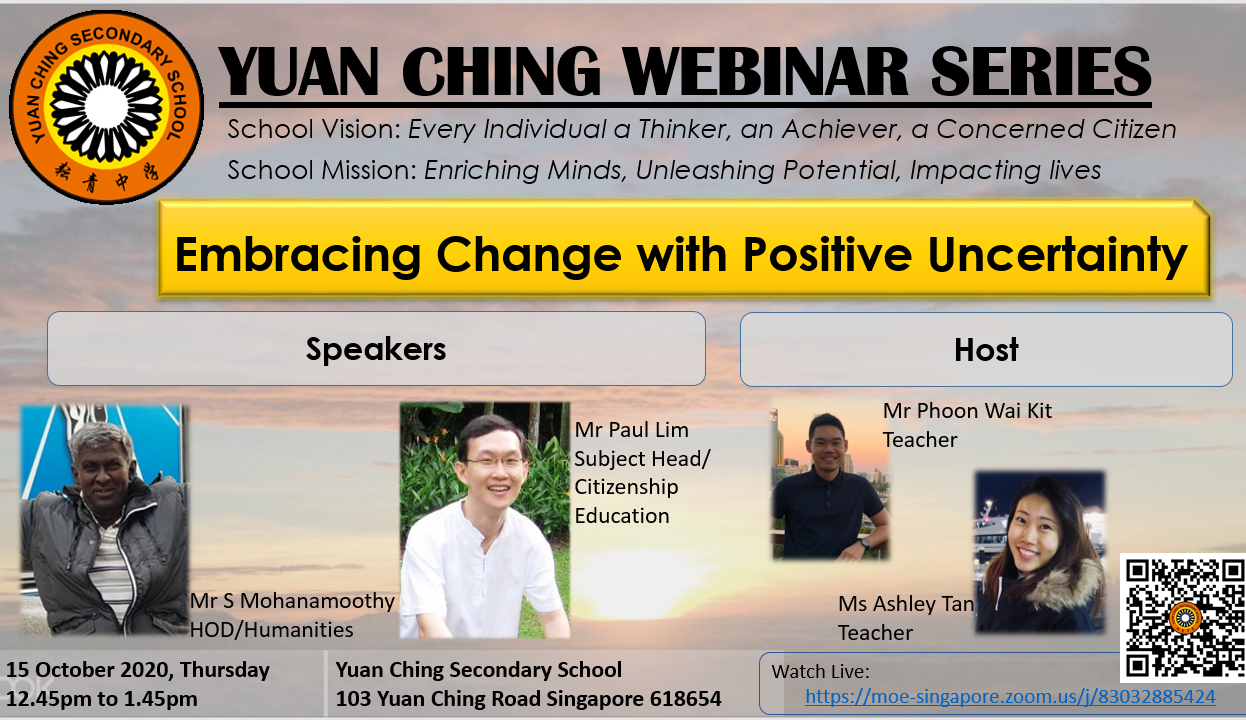 YUAN CHING SECONDARY SCHOOL
YUAN CHING WEBINAR SERIES
School Vision: Every Individual a Thinker, an Achiever, a Concerned Citizen
School Mission: Enriching Minds, Unleashing Potential, Impacting lives
Embracing Change with Positive Uncertainty
Speakers
Host
Mr S Mohanamoothy
HOD/Humanities
Mr Paul Lim
Subject Head/
Citizenship
Education
Mr Phoon Wai Kit
Teacher
Ms Ashley Tan
Teacher
15 October 2020, Thursday
12.45pm to 1.45pm
Yuan Ching Secondary School
103 Yuan Ching Road Singapore 618654
Watch Live:
https://moe-singapore.zoom.us/j/83032885424